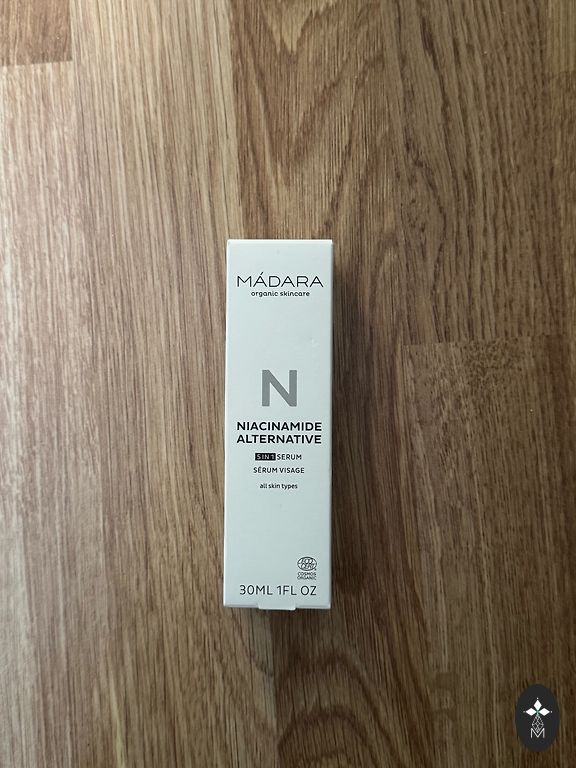 MÁDARA
organic skincare
N
NIACINAMIDE
ALTERNATIVE
5 IN 1 SERUM
SÉRUM VISAGE
all skin types
COSMOS
ORGANIC
30ML 1FL OZ
M